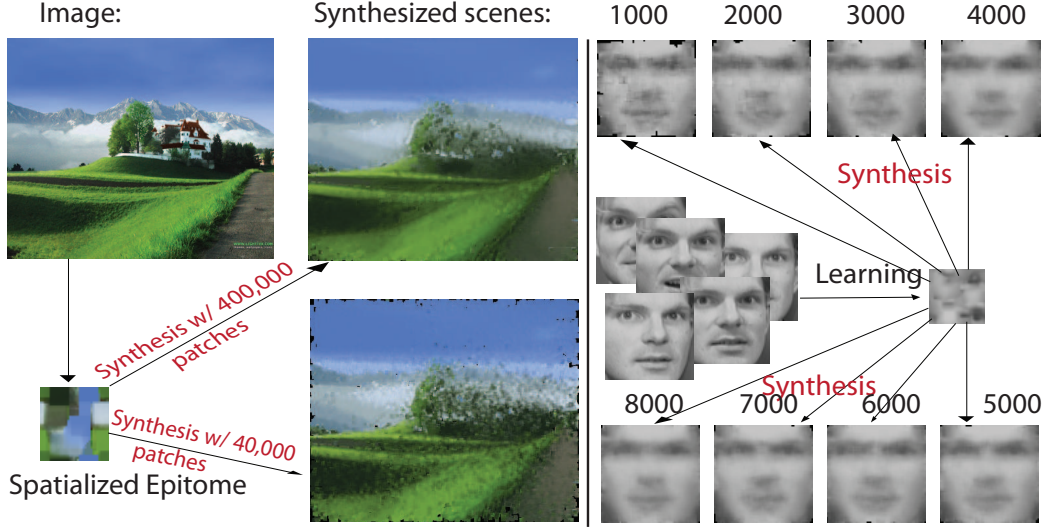 Image:
Synthesized scenes:
Synthesis w/ 400,000
patches
Synthesis w/ 40,000
patches
Spatialized Epitome
1000 2000 3000 4000
Synthesis
Learning
Synthesis
8000 7000 6000 5000